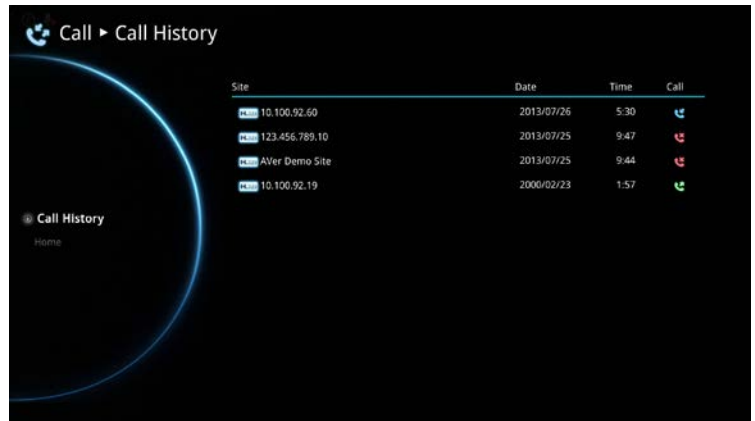 Call ▸ Call History
Site Date Time Call
10.100.92.60 2013/07/26 5:30
123.456.789.10 2013/07/25 9:47
AVer Demo Site 2013/07/25 9:44
10.100.92.19 2000/02/23 1:57
Call History
Home